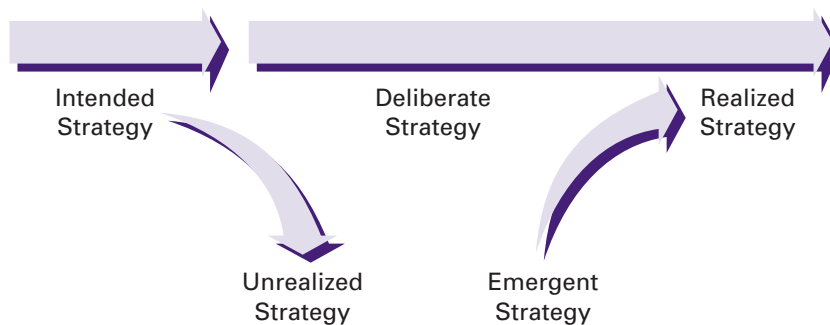 Intended
Strategy
Deliberate
Strategy
Realized
Strategy
Unrealized
Strategy
Emergent
Strategy